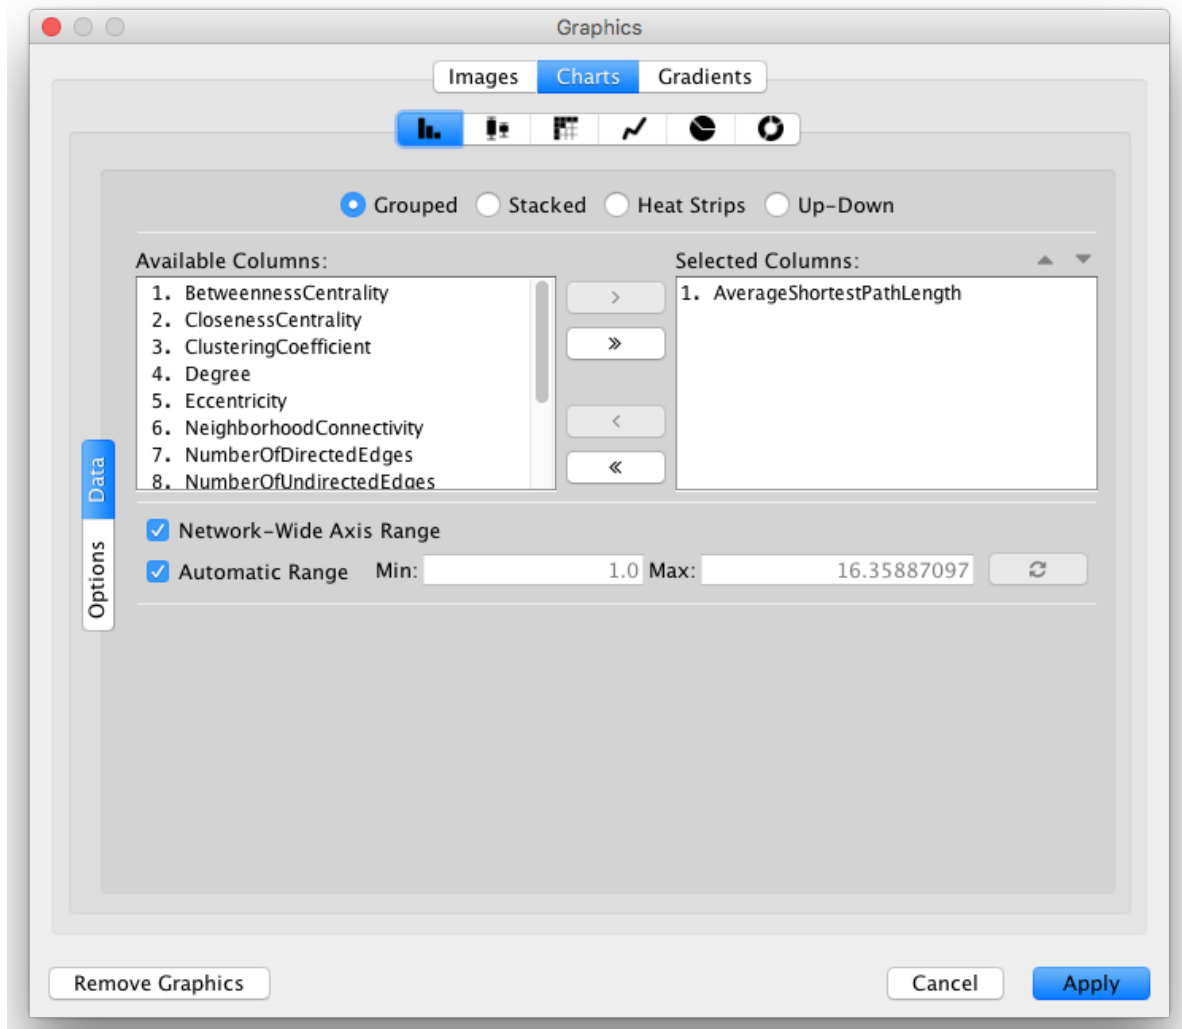 Graphics
Images Charts Gradients
Grouped Stacked Heat Strips Up-Down
Available Columns: Selected Columns:
1. BetweennessCentrality
2. ClosenessCentrality
3. ClusteringCoefficient
4. Degree
5. Eccentricity
6. NeighborhoodConnectivity
7. NumberOfDirectedEdges
8. NumberOfUndirectedEdges
>
»
<
«
1. AverageShortestPathLength
Data
Options
Network-Wide Axis Range
Automatic Range Min: 1.0 Max: 16.35887097
Remove Graphics Cancel Apply